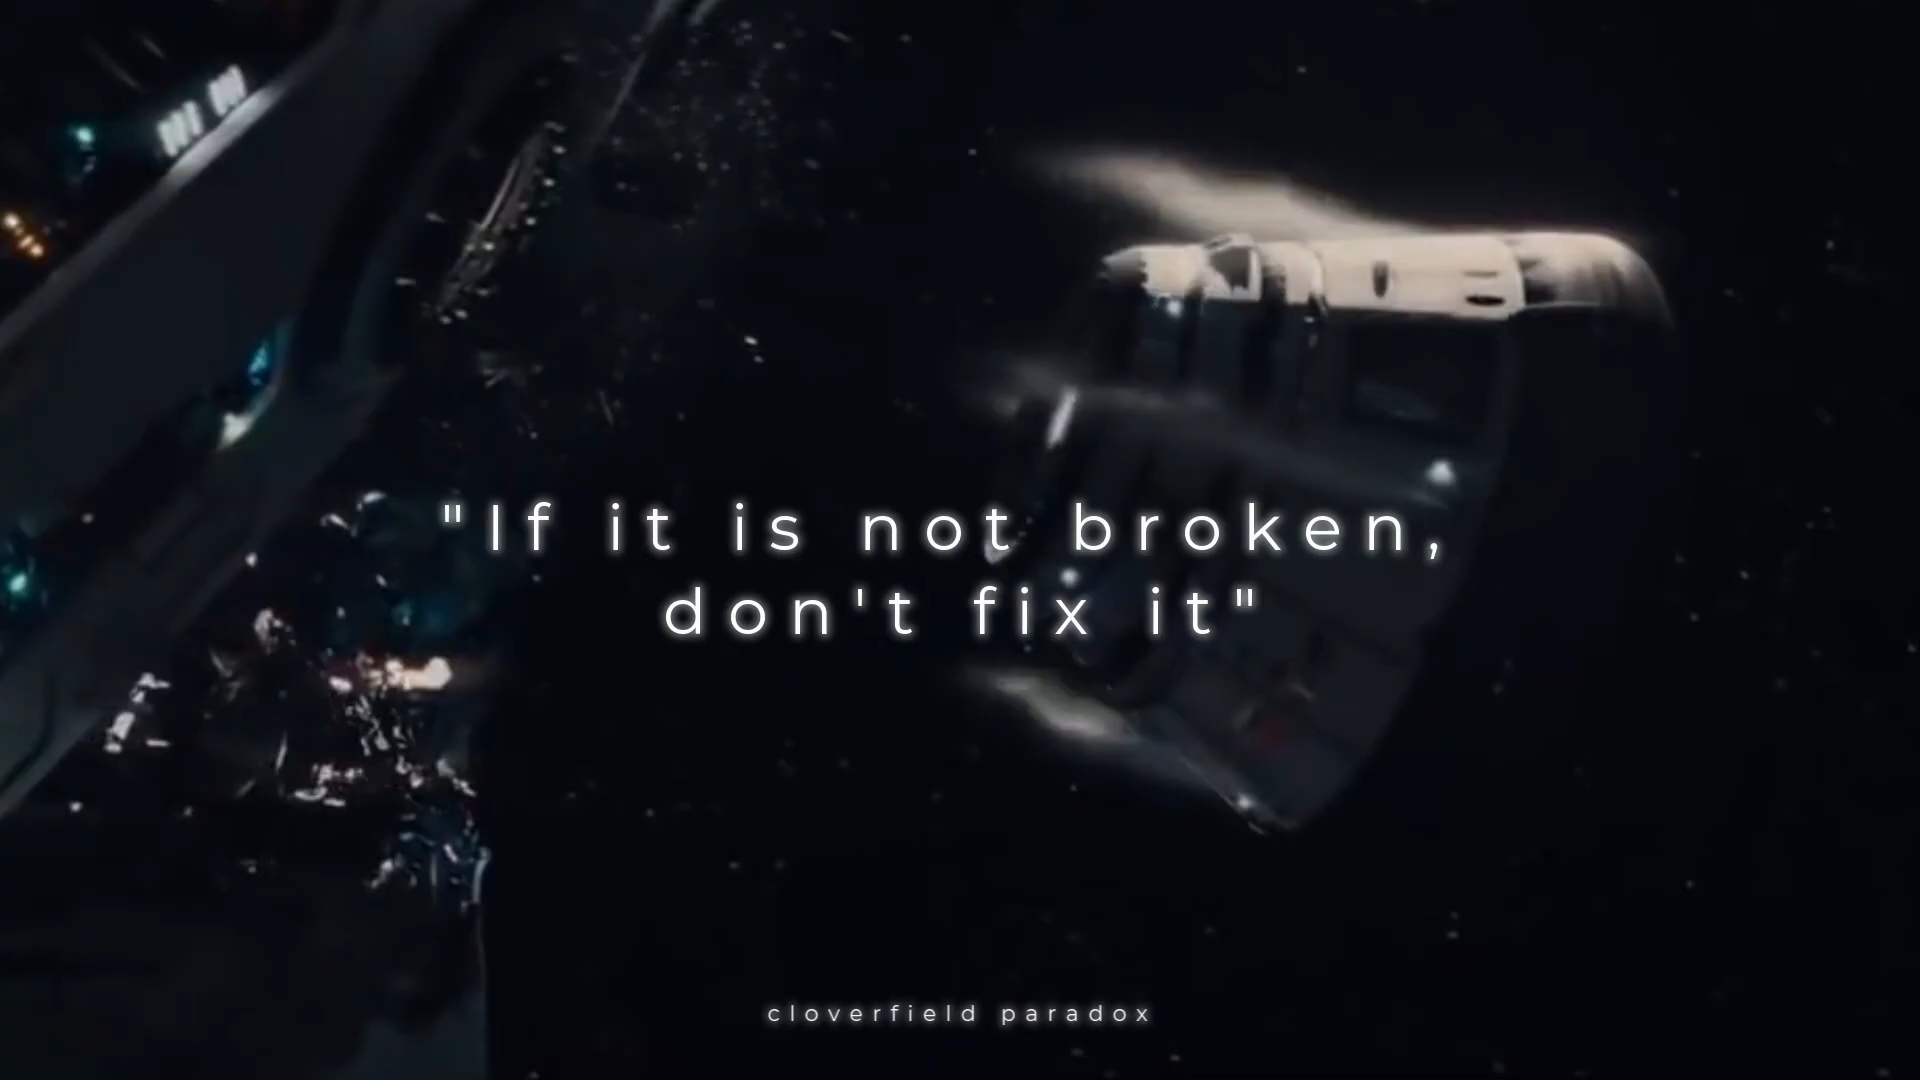 "If it is not broken,
don't fix it"
cloverfield paradox